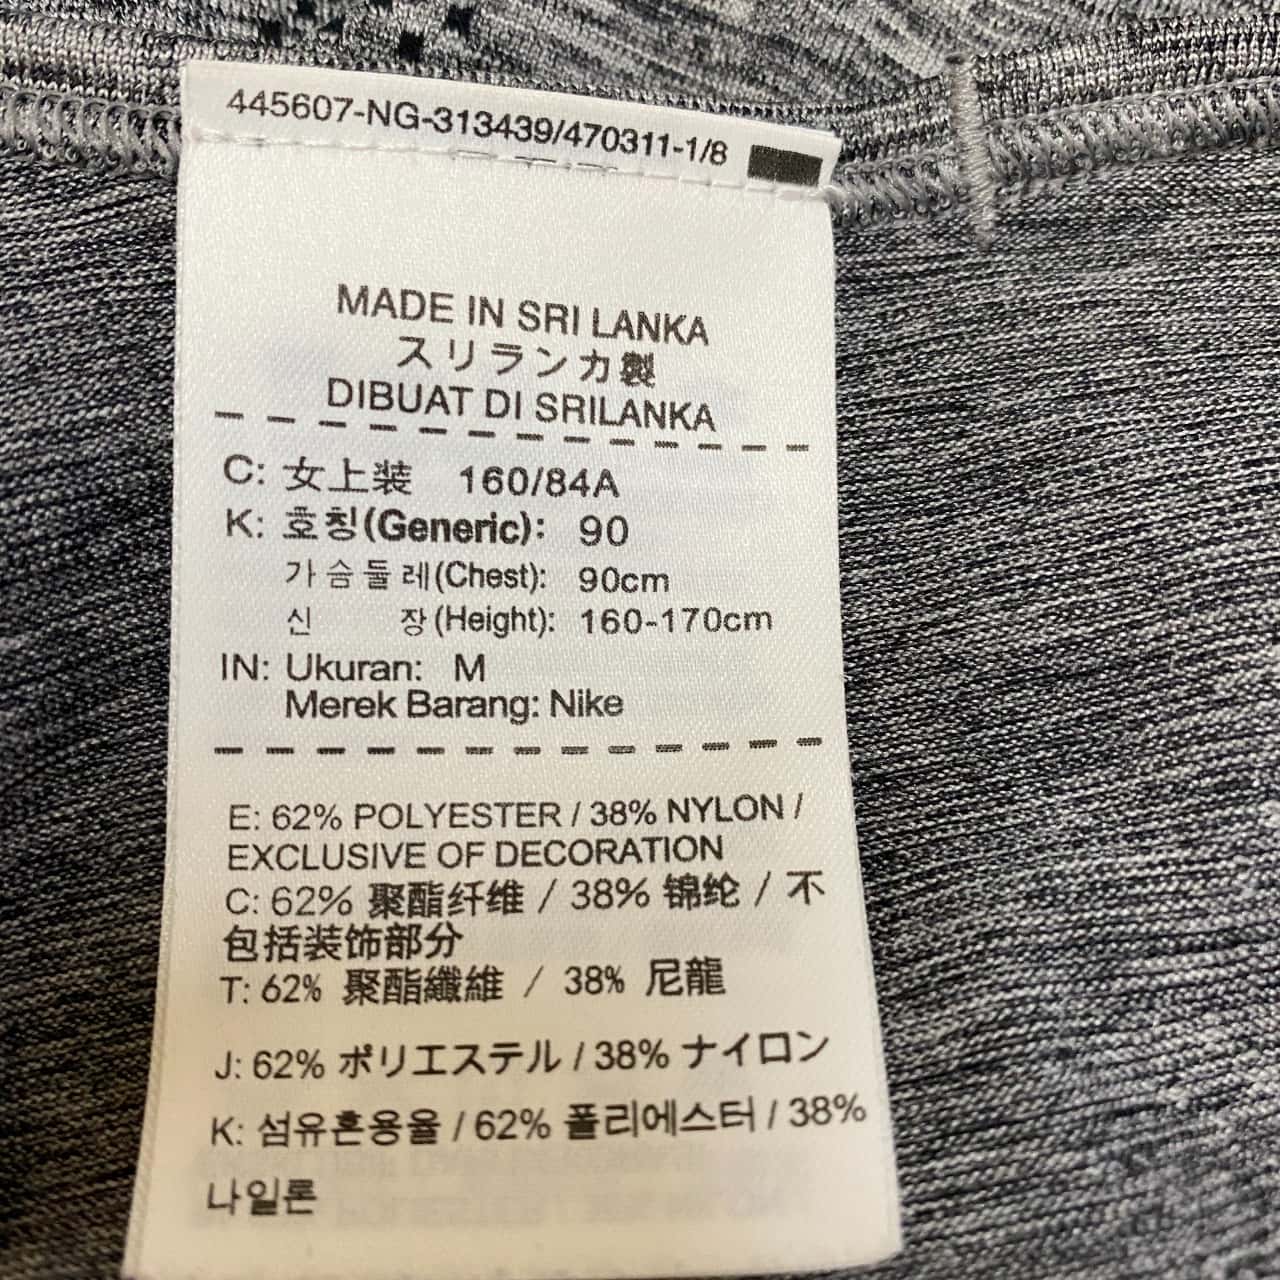 445607-NG-313439/470311-1/8
MADE IN SRI LANKA
スリランカ製
DIBUAT DI SRILANKA
C: 女上装 160/84A
K: 호칭(Generic): 90
가슴둘레(Chest): 90cm
신 장(Height): 160-170cm
IN: Ukuran: M
Merek Barang: Nike
E: 62% POLYESTER / 38% NYLON /
EXCLUSIVE OF DECORATION
C: 62% 聚酯纤维 / 38% 锦纶 / 不
包括装饰部分
T: 62% 聚酯纖維 / 38% 尼龍
J: 62% ポリエステル / 38% ナイロン
K: 섬유혼용율 / 62% 폴리에스터 / 38%
나일론